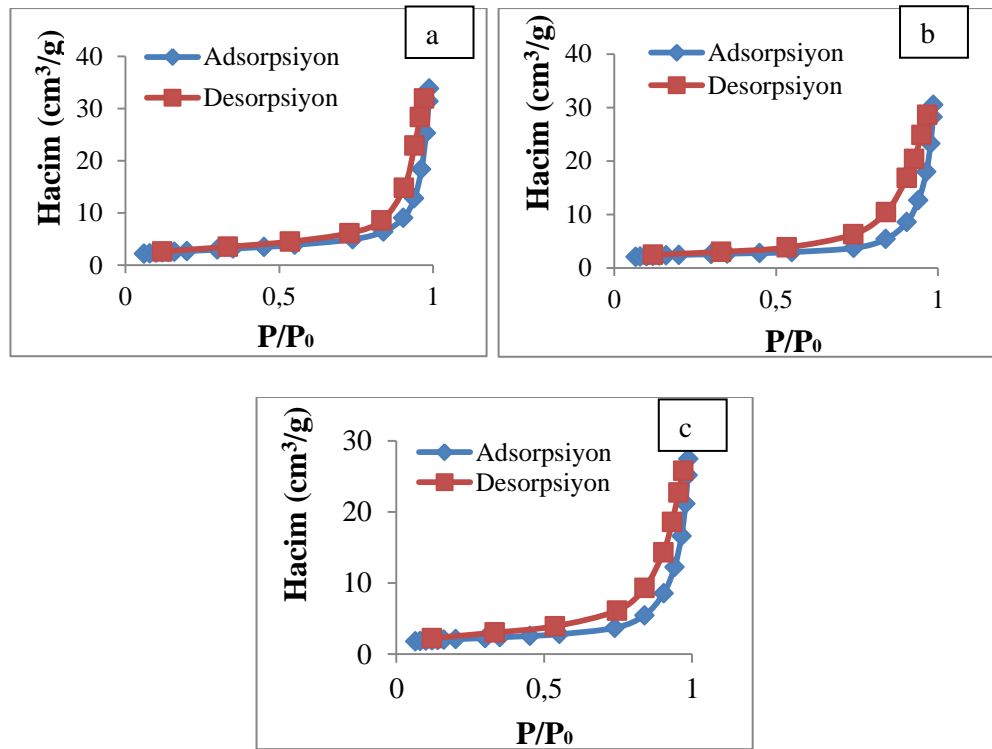 a
Hacim (cm³/g)
40
30
20
10
0
Adsorpsiyon
Desorpsiyon
0
0,5
1
P/P₀
b
Hacim (cm³/g)
40
30
20
10
0
Adsorpsiyon
Desorpsiyon
0
0,5
1
P/P₀
c
Hacim (cm³/g)
30
20
10
0
Adsorpsiyon
Desorpsiyon
0
0,5
1
P/P₀